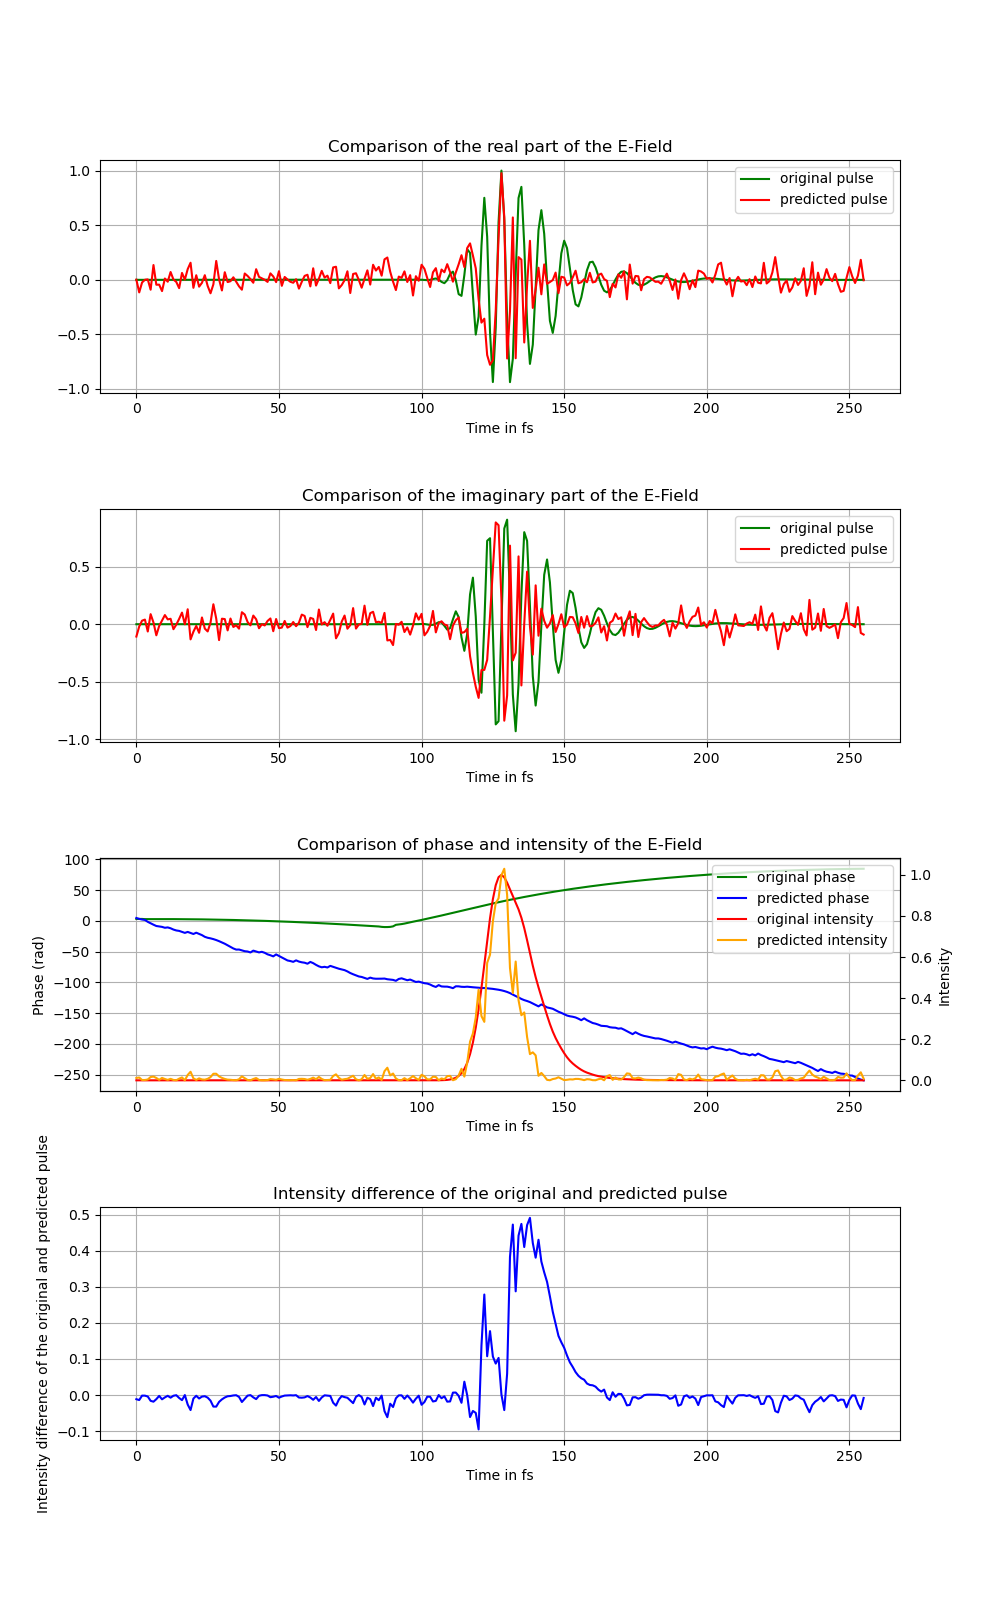 Comparison of the real part of the E-Field
1.0
0.5
0.0
−0.5
−1.0
original pulse
predicted pulse
0 50 100 150 200 250
Time in fs
Comparison of the imaginary part of the E-Field
0.5
0.0
−0.5
−1.0
original pulse
predicted pulse
0 50 100 150 200 250
Time in fs
Comparison of phase and intensity of the E-Field
Phase (rad)
100
50
0
−50
−100
−150
−200
−250
original phase
predicted phase
original intensity
predicted intensity
1.0
0.8
0.6
0.4
0.2
0.0
Intensity
0 50 100 150 200 250
Time in fs
Intensity difference of the original and predicted pulse
Intensity difference of the original and predicted pulse
0.5
0.4
0.3
0.2
0.1
0.0
−0.1
0 50 100 150 200 250
Time in fs